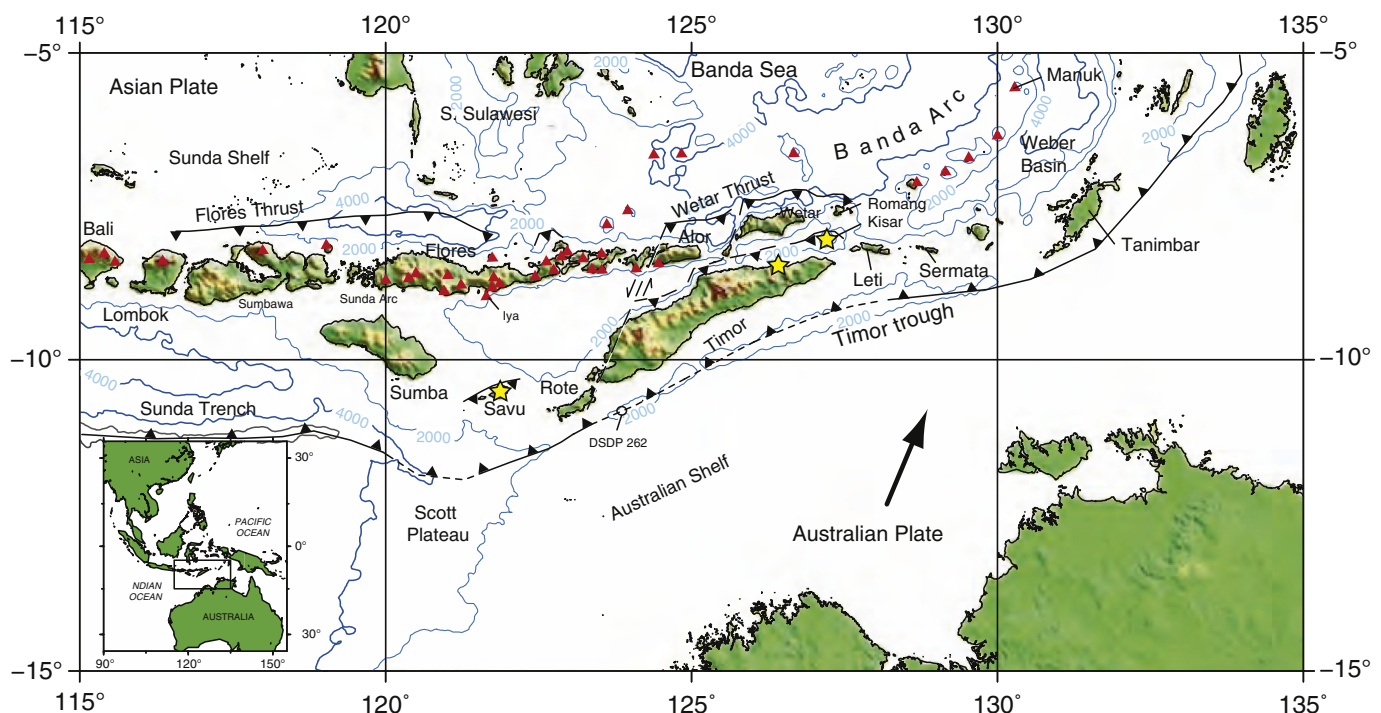 115° 120° 125° 130° 135°
−5° −5°
Asian Plate
Banda Sea
Manuk
2000
2000
4000
S. Sulawesi
4000
Banda Arc
Weber
Basin
2000
Sunda Shelf
2000
Flores Thrust
4000
Wetar Thrust
Romang
Kisar
Bali
2000
2000
Wetar
Flores
Alor
2000
Tanimbar
Leti
Sermata
Sumbawa
Sunda Arc
Iya
Lombok
2000
Timor
2000
Timor trough
−10° −10°
4000
Sumba
Rote
Savu
Sunda Trench
4000
2000
2000
DSDP 262
Australian Shelf
Scott
Plateau
Australian Plate
ASIA
30°
PACIFIC
OCEAN
0°
NDIAN
OCEAN
AUSTRALIA
30°
90° 120° 150°
−15° −15°
115° 120° 125° 130° 135°